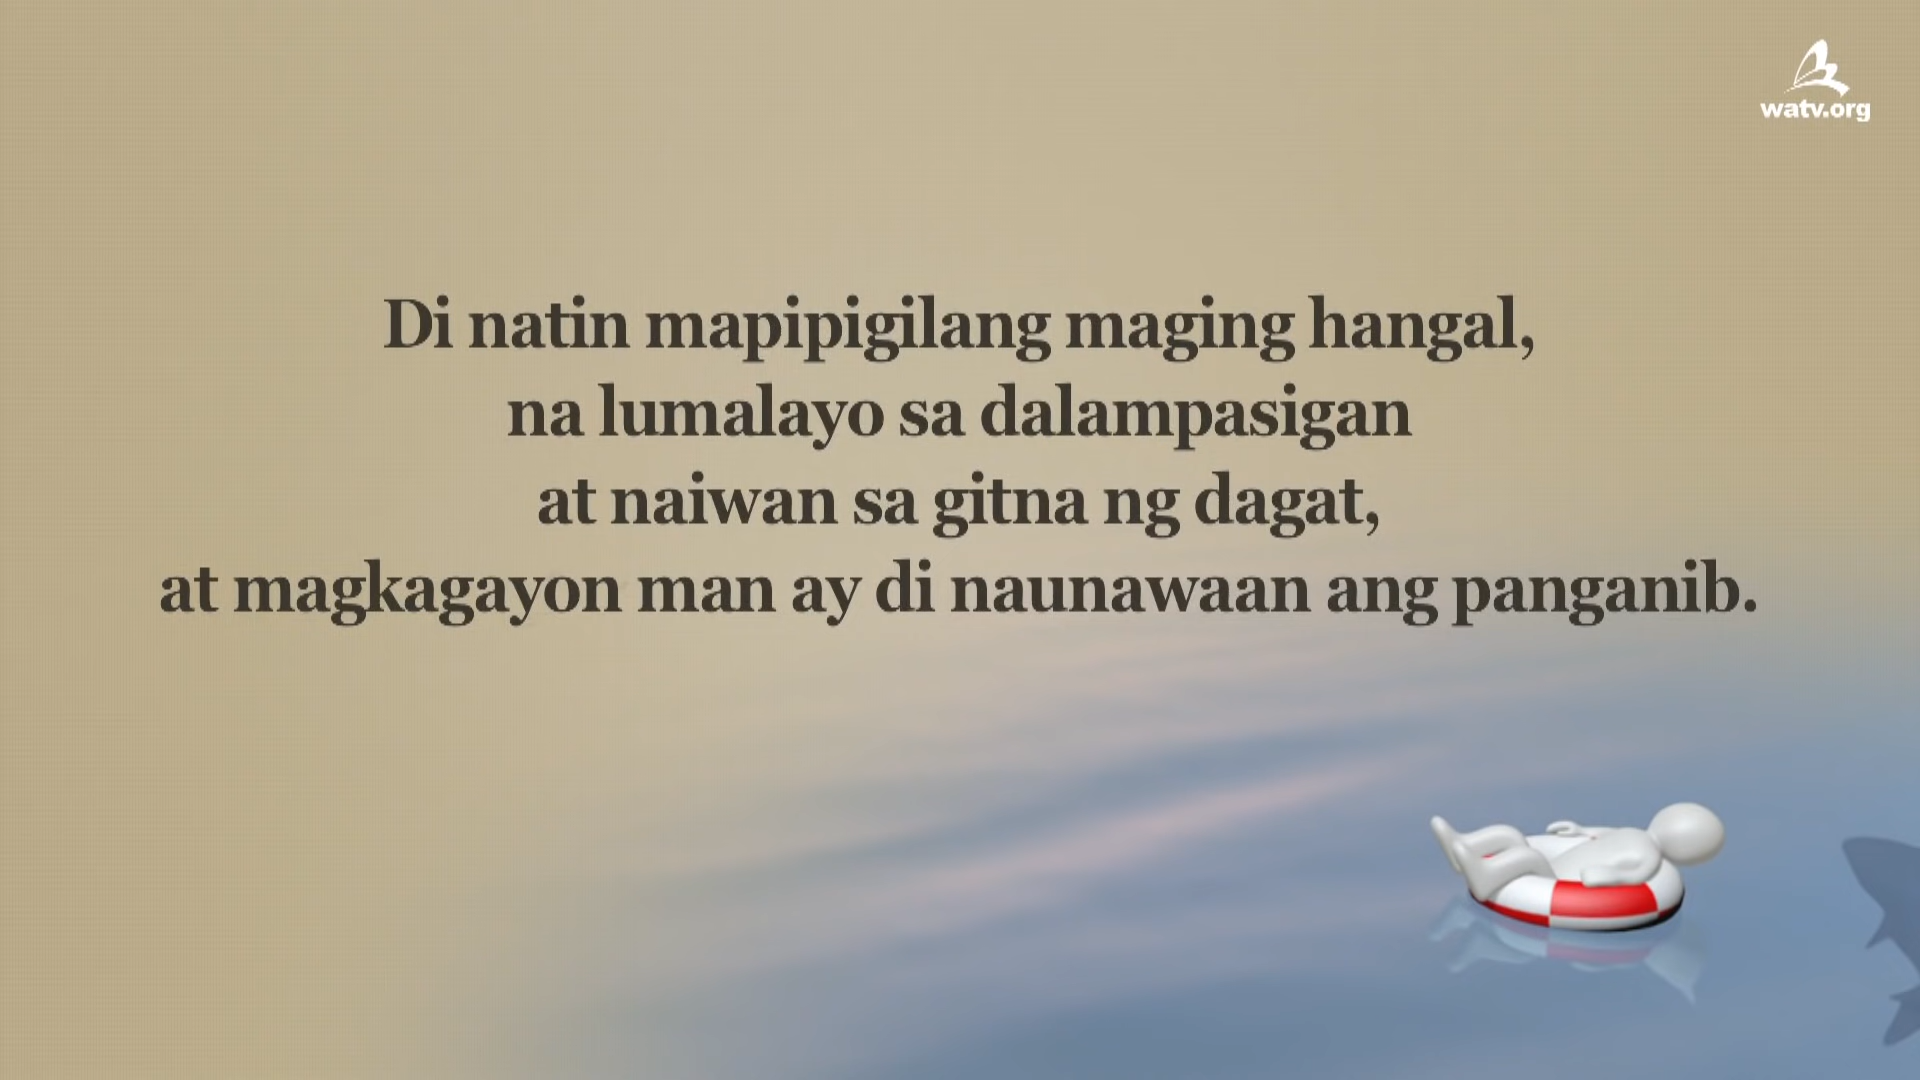 watv.org
Di natin mapipigilang maging hangal,
na lumalayo sa dalampasigan
at naiwan sa gitna ng dagat,
at magkagayon man ay di naunawaan ang panganib.